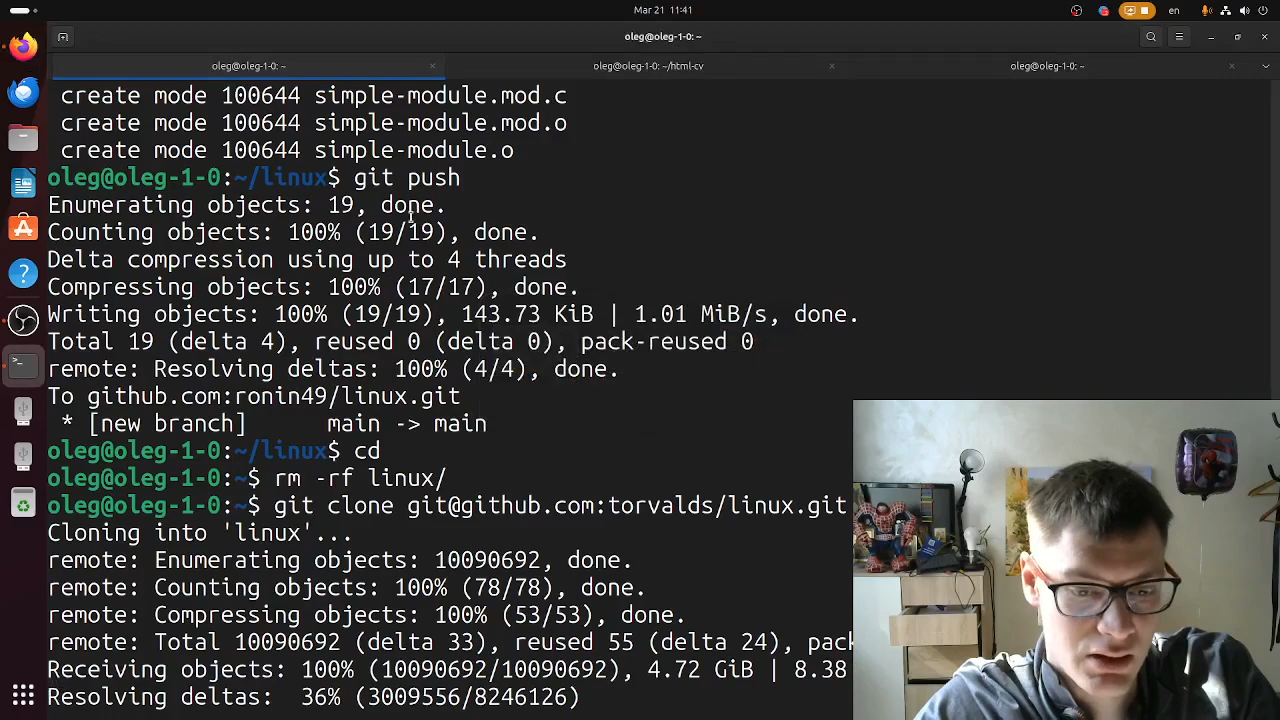 Mar 21 11:41
en
oleg@oleg-1-0: ~
oleg@oleg-1-0: ~
oleg@oleg-1-0: ~/html-cv
oleg@oleg-1-0: ~
create mode 100644 simple-module.mod.c
create mode 100644 simple-module.mod.o
create mode 100644 simple-module.o
oleg@oleg-1-0:~/linux$ git push
Enumerating objects: 19, done.
Counting objects: 100% (19/19), done.
Delta compression using up to 4 threads
Compressing objects: 100% (17/17), done.
Writing objects: 100% (19/19), 143.73 KiB | 1.01 MiB/s, done.
Total 19 (delta 4), reused 0 (delta 0), pack-reused 0
remote: Resolving deltas: 100% (4/4), done.
To github.com:ronin49/linux.git
* [new branch] main -> main
oleg@oleg-1-0:~/linux$ cd
oleg@oleg-1-0:~$ rm -rf linux/
oleg@oleg-1-0:~$ git clone git@github.com:torvalds/linux.git
Cloning into 'linux'...
remote: Enumerating objects: 10090692, done.
remote: Counting objects: 100% (78/78), done.
remote: Compressing objects: 100% (53/53), done.
remote: Total 10090692 (delta 33), reused 55 (delta 24), pack
Receiving objects: 100% (10090692/10090692), 4.72 GiB | 8.38
Resolving deltas: 36% (3009556/8246126)